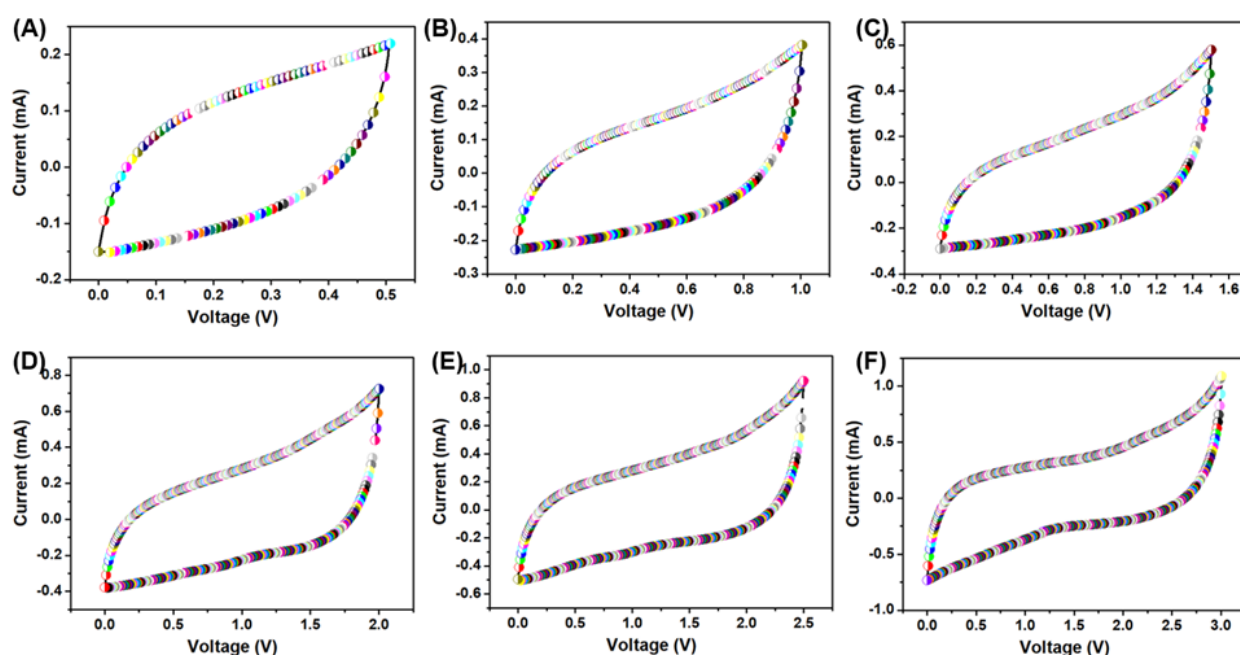 (A)
0.2
0.1
0.0
-0.1
-0.2
0.0 0.1 0.2 0.3 0.4 0.5
Current (mA)
Voltage (V)
(B)
0.4
0.3
0.2
0.1
0.0
-0.1
-0.2
-0.3
0.0 0.2 0.4 0.6 0.8 1.0
Current (mA)
Voltage (V)
(C)
0.6
0.4
0.2
0.0
-0.2
-0.4
-0.2 0.0 0.2 0.4 0.6 0.8 1.0 1.2 1.4 1.6
Current (mA)
Voltage (V)
(D)
0.8
0.6
0.4
0.2
0.0
-0.2
-0.4
0.0 0.5 1.0 1.5 2.0
Current (mA)
Voltage (V)
(E)
1.0
0.8
0.6
0.4
0.2
0.0
-0.2
-0.4
-0.6
0.0 0.5 1.0 1.5 2.0 2.5
Current (mA)
Voltage (V)
(F)
1.0
0.5
0.0
-0.5
-1.0
0.0 0.5 1.0 1.5 2.0 2.5 3.0
Current (mA)
Voltage (V)